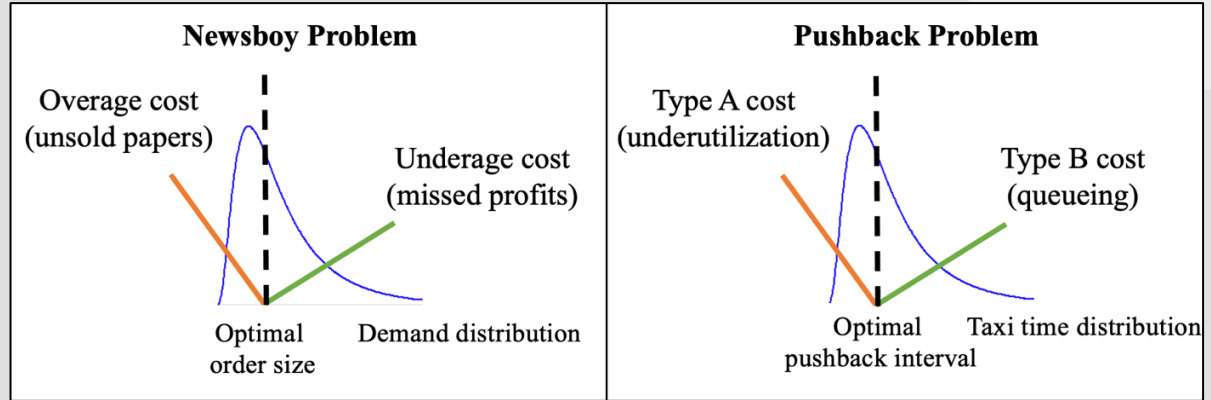 Newsboy Problem
Overage cost
(unsold papers)
Underage cost
(missed profits)
Optimal
order size
Demand distribution
Pushback Problem
Type A cost
(underutilization)
Type B cost
(queueing)
Optimal
pushback interval
Taxi time distribution